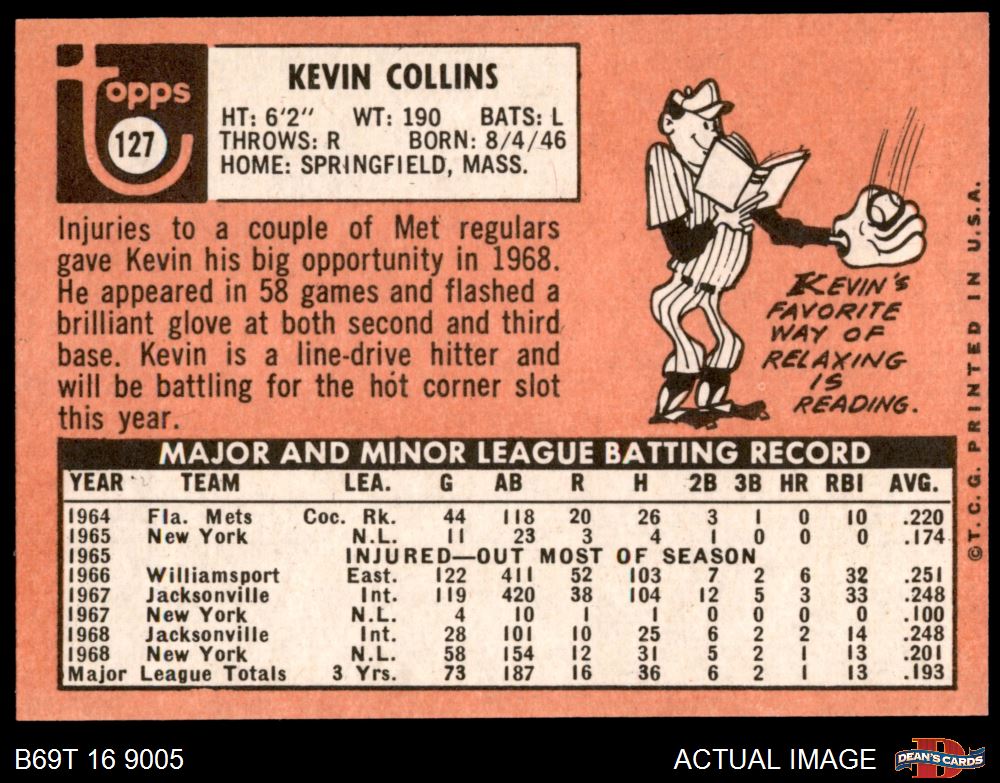 topps
127
KEVIN COLLINS
HT: 6'2" WT: 190 BATS: L
THROWS: R BORN: 8/4/46
HOME: SPRINGFIELD, MASS.
Injuries to a couple of Met regulars
gave Kevin his big opportunity in 1968.
He appeared in 58 games and flashed a
brilliant glove at both second and third
base. Kevin is a line-drive hitter and
will be battling for the hot corner slot
this year.
KEVIN'S
FAVORITE
WAY OF
RELAXING
IS
READING.
©T.C.G. PRINTED IN U.S.A.
MAJOR AND MINOR LEAGUE BATTING RECORD
YEAR TEAM LEA. G AB R H 2B 3B HR RBI AVG.
1964 Fla. Mets Coc. Rk. 44 118 20 26 3 1 0 10 .220
1965 New York N.L. 11 23 3 4 1 0 0 0 .174
1965 INJURED—OUT MOST OF SEASON
1966 Williamsport East. 122 411 52 103 7 2 6 32 .251
1967 Jacksonville Int. 119 420 38 104 12 5 3 33 .248
1967 New York N.L. 4 10 1 1 0 0 0 0 .100
1968 Jacksonville Int. 28 101 10 25 6 2 2 14 .248
1968 New York N.L. 58 154 12 31 5 2 1 13 .201
Major League Totals 3 Yrs. 73 187 16 36 6 2 1 13 .193
B69T 16 9005
ACTUAL IMAGE
D
DEAN'S CARDS